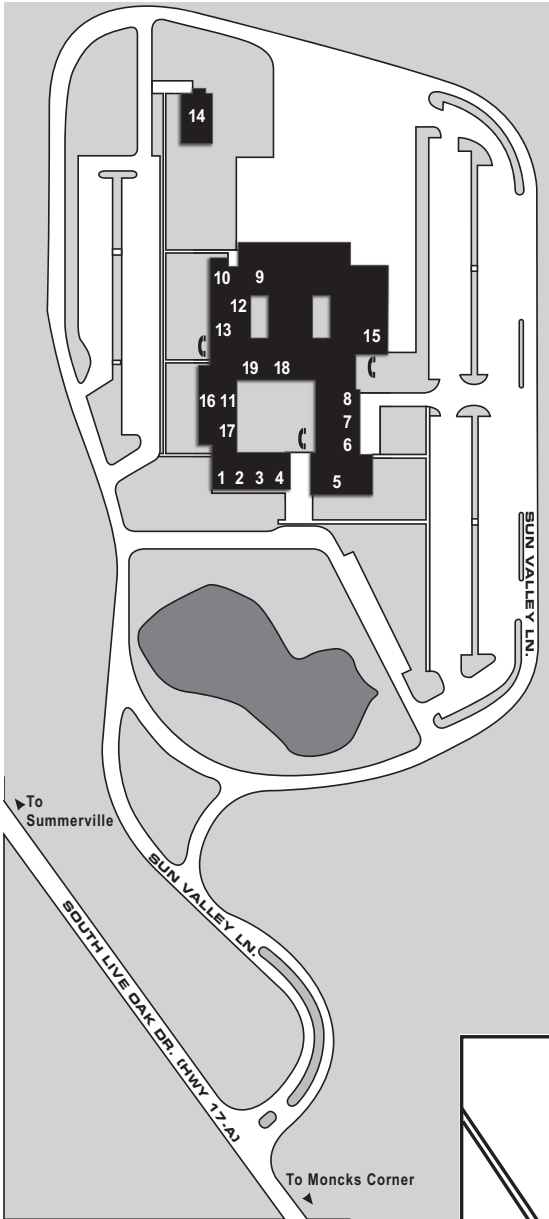 14
10 9
12
13
15
19 18
16 11
8
7
17
6
1 2 3 4
5
SUN VALLEY LN.
To
Summerville
SUN VALLEY LN.
SOUTH LIVE OAK DR. (HWY 17-A)
To Moncks Corner